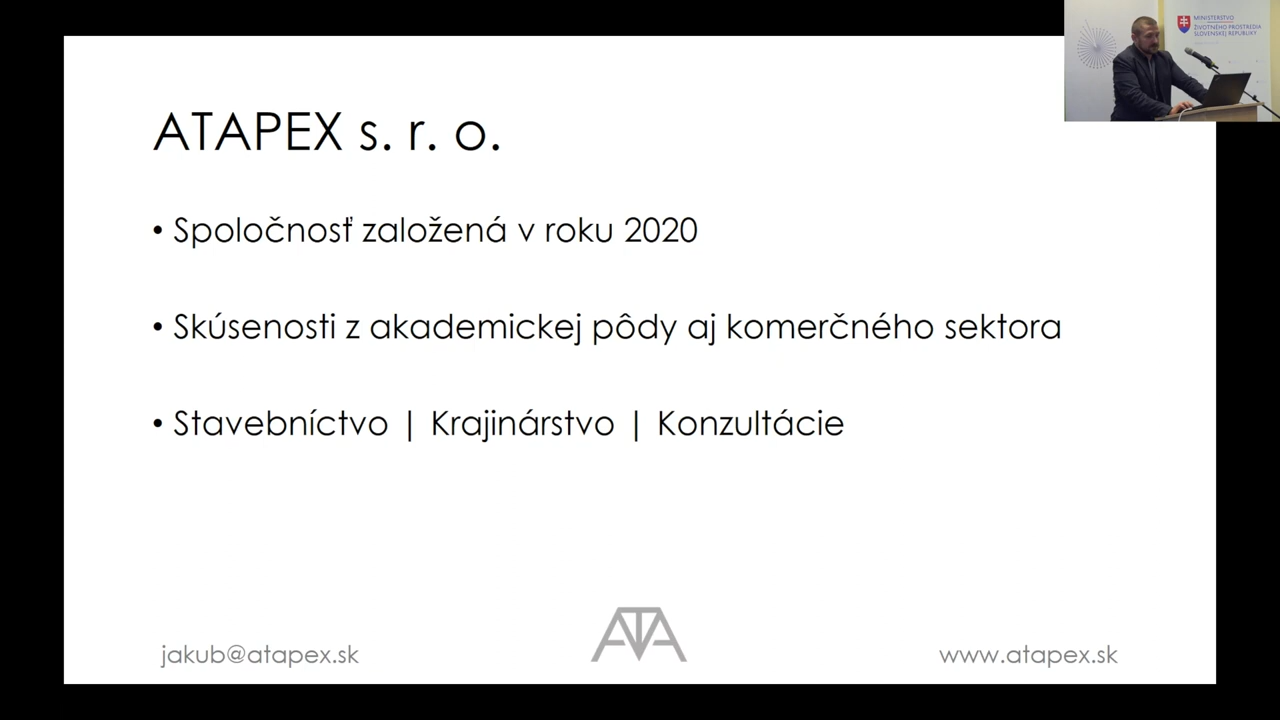 MINISTERSTVO
ŽIVOTNÉHO PROSTREDIA
SLOVENSKEJ REPUBLIKY
ATAPEX s. r. o.
• Spoločnosť založená v roku 2020
• Skúsenosti z akademickej pôdy aj komerčného sektora
• Stavebníctvo | Krajinárstvo | Konzultácie
jakub@atapex.sk
ATA
www.atapex.sk